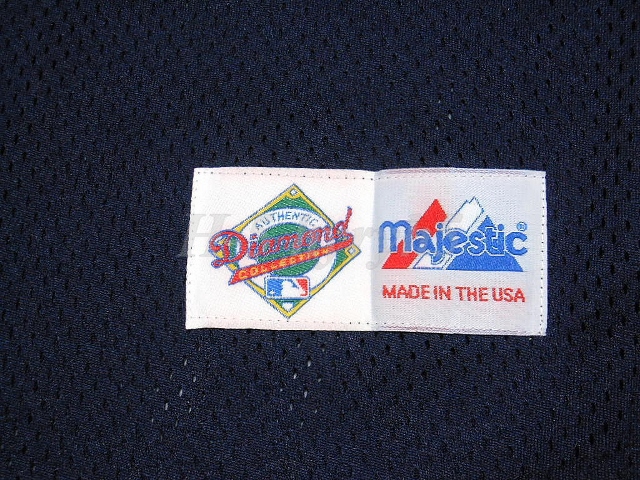 AUTHENTIC
Diamond
COLLECTION
Majestic®
MADE IN THE USA